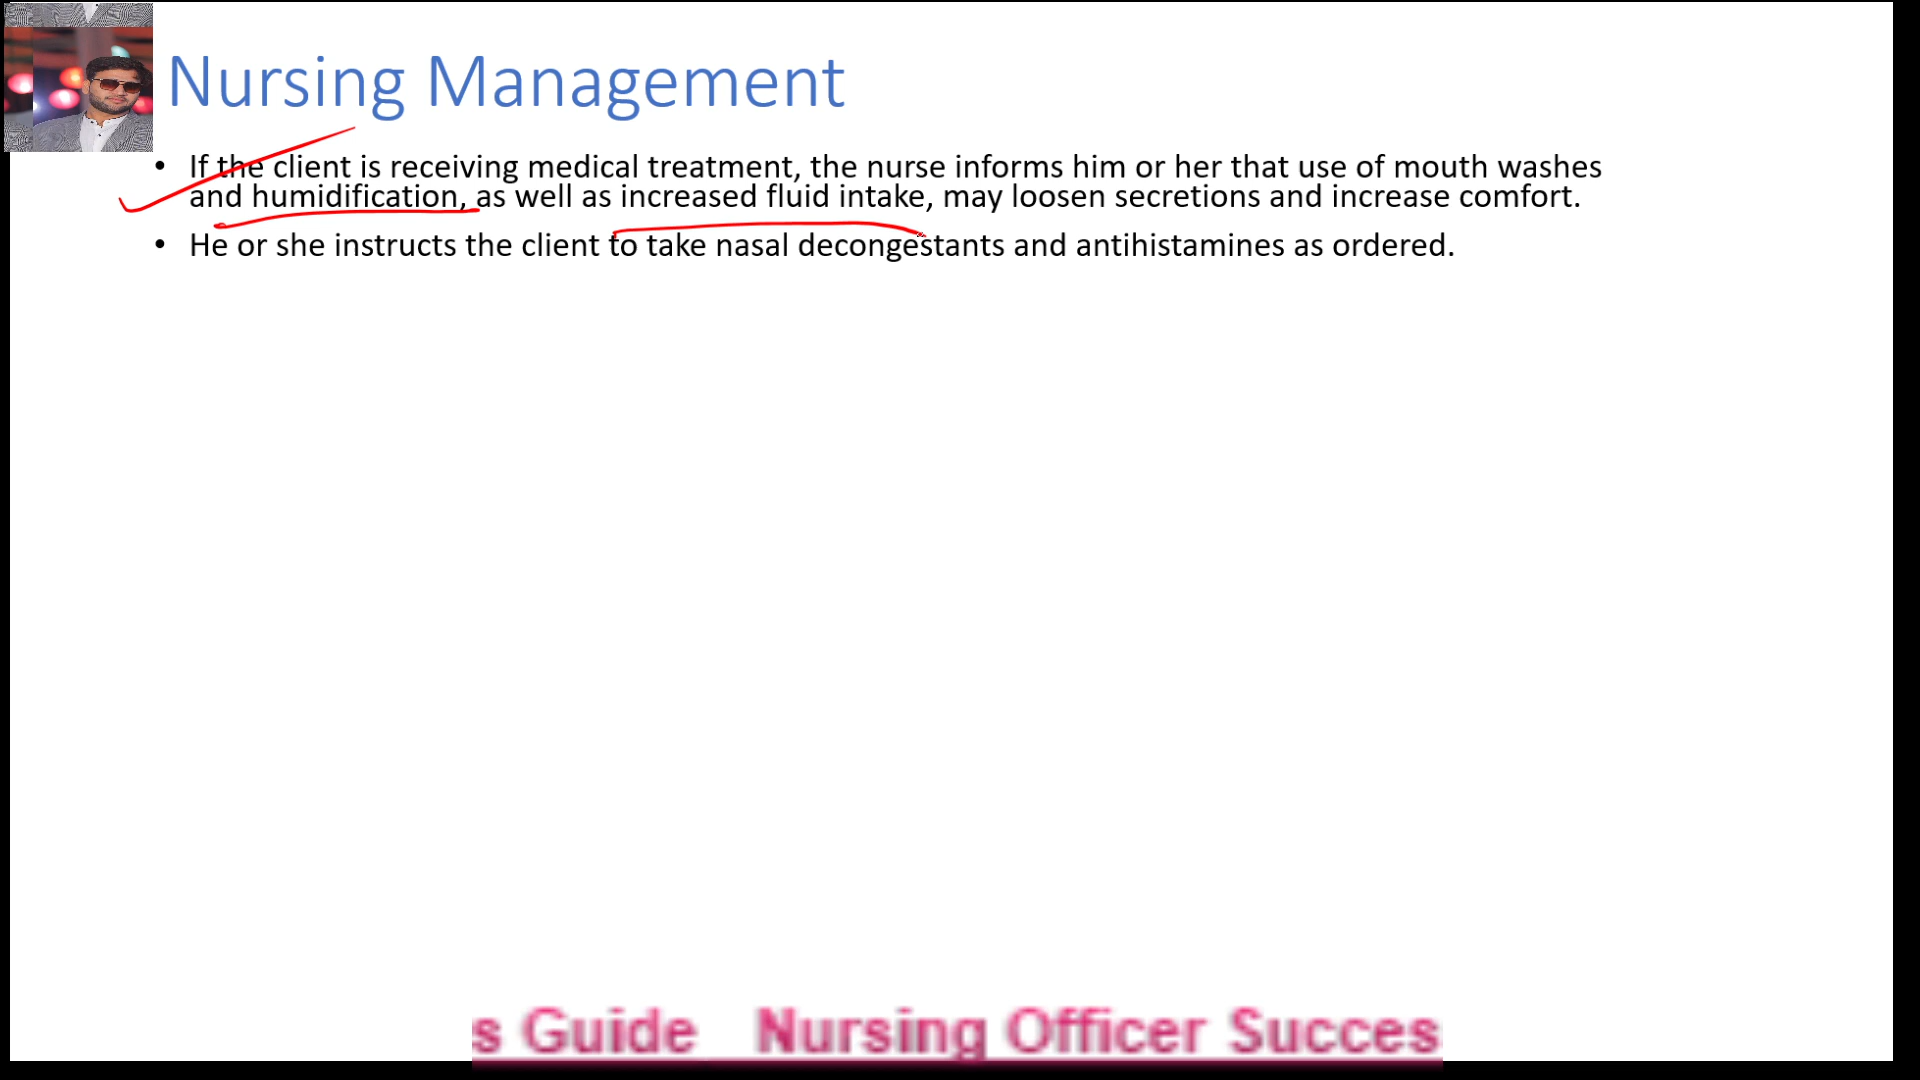 Nursing Management
• If the client is receiving medical treatment, the nurse informs him or her that use of mouth washes
and humidification, as well as increased fluid intake, may loosen secretions and increase comfort.
• He or she instructs the client to take nasal decongestants and antihistamines as ordered.
s Guide Nursing Officer Succes